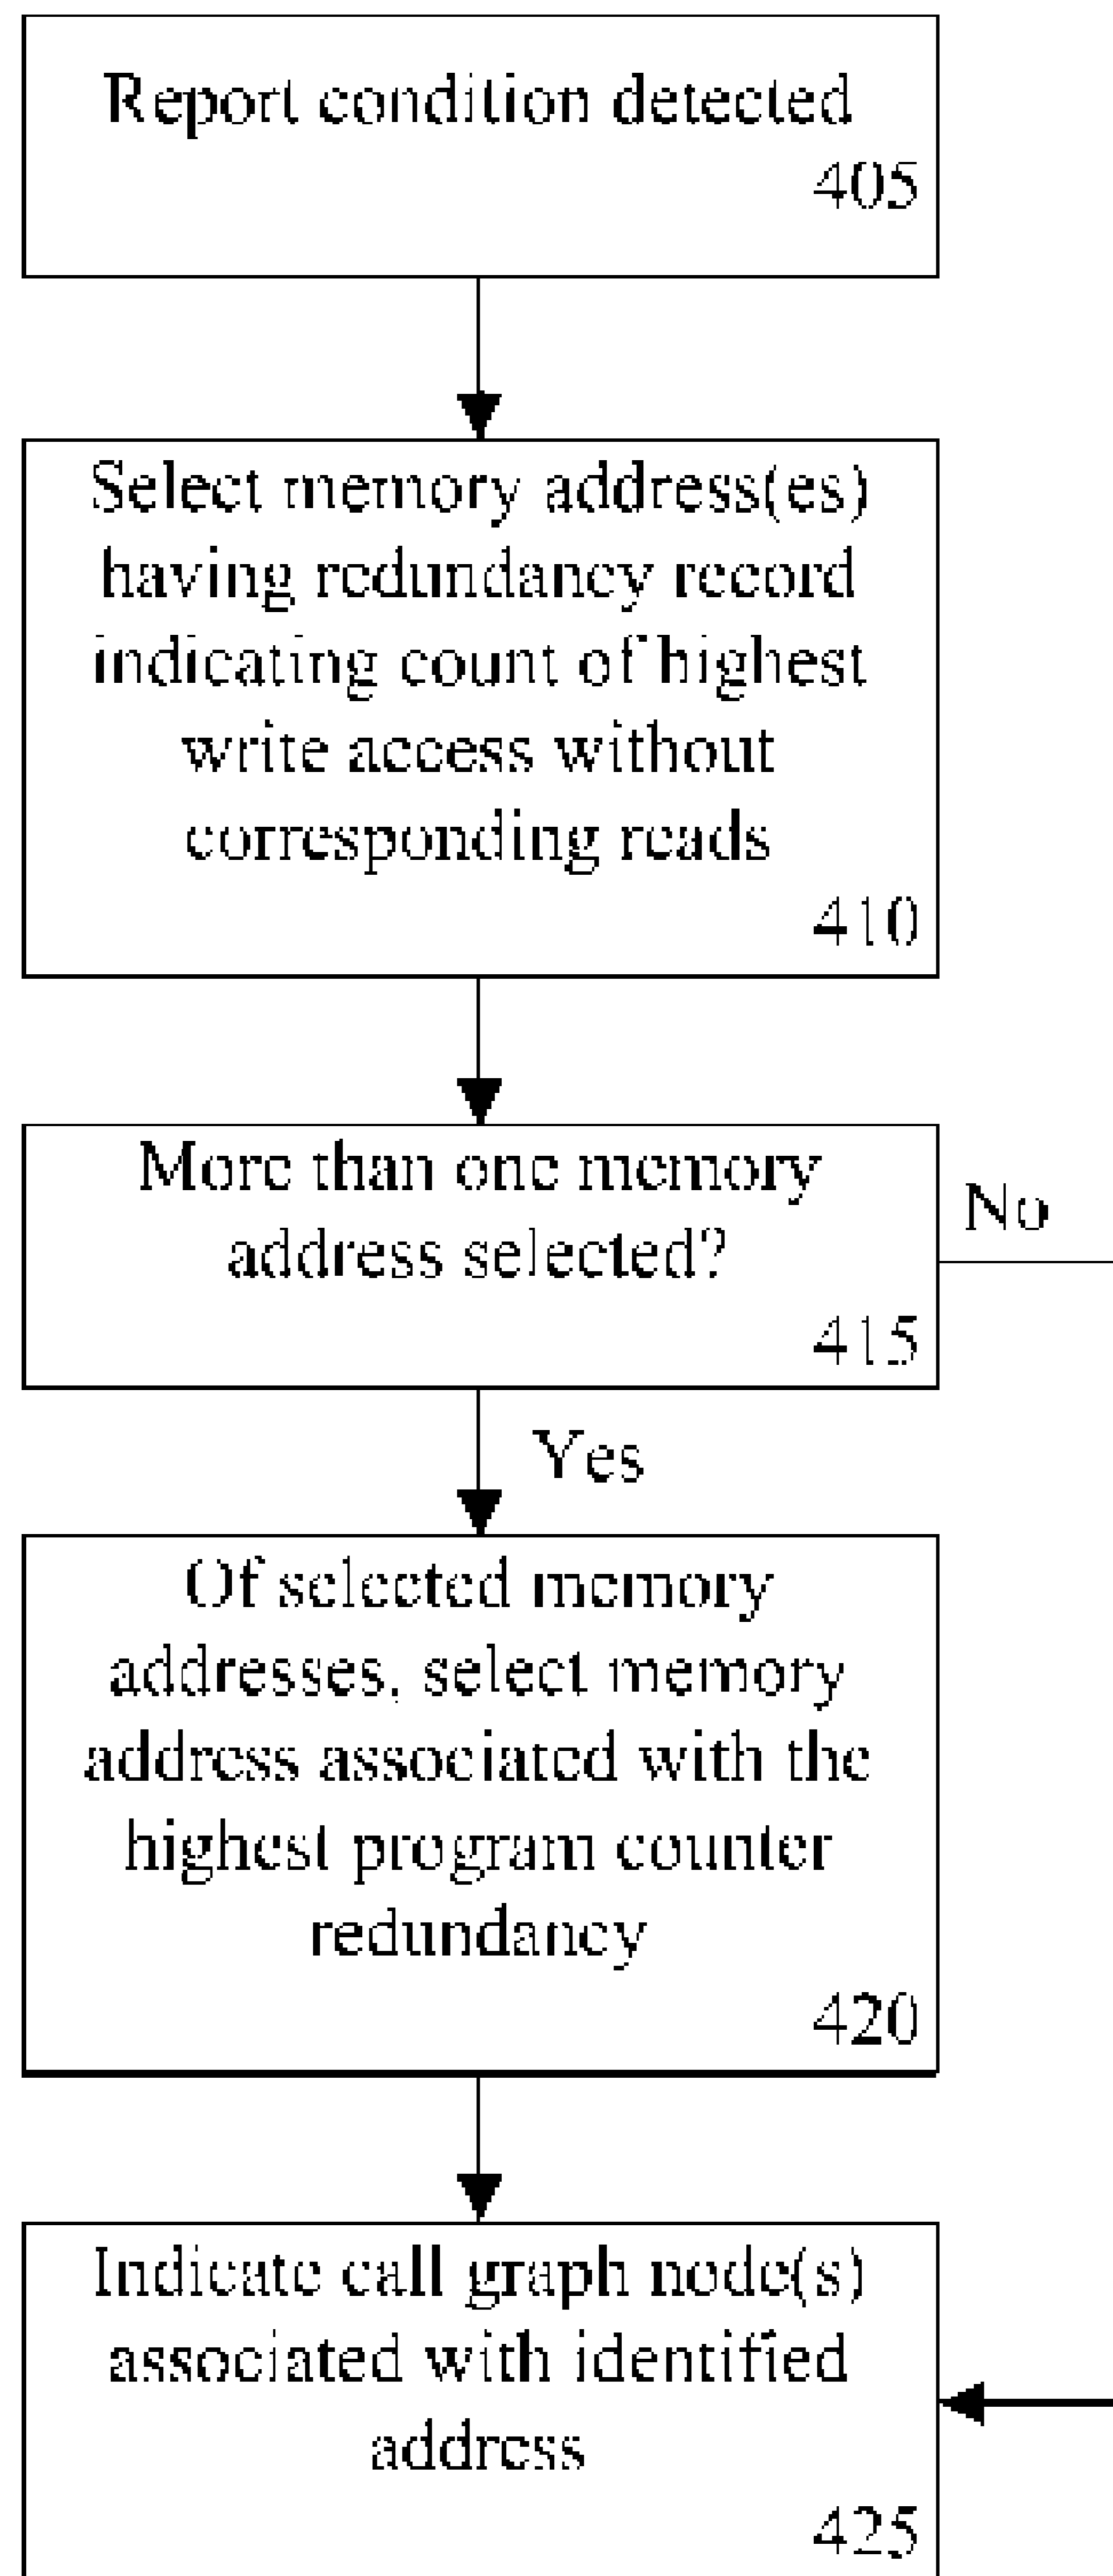 Report condition detected
405
Select memory address(es)
having redundancy record
indicating count of highest
write access without
corresponding reads
410
More than one memory
address selected?
415
No
Yes
Of selected memory
addresses, select memory
address associated with the
highest program counter
redundancy
420
Indicate call graph node(s)
associated with identified
address
425